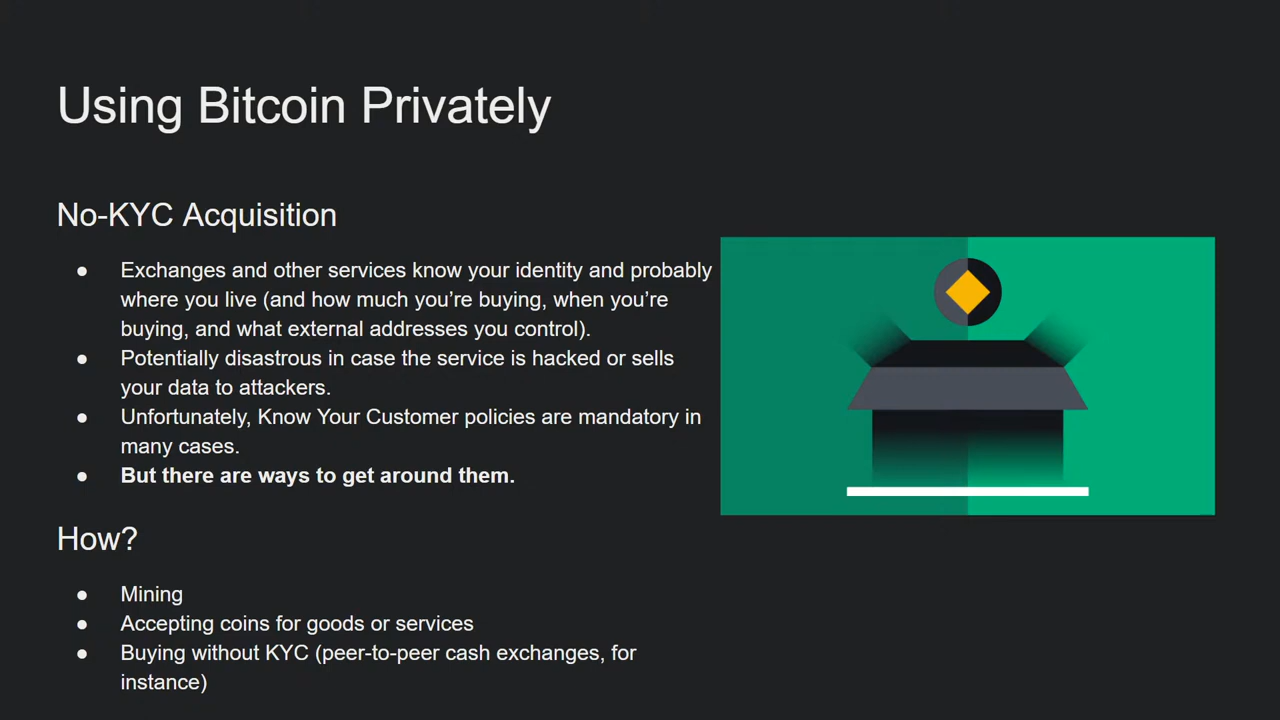 Using Bitcoin Privately
No-KYC Acquisition
● Exchanges and other services know your identity and probably
where you live (and how much you’re buying, when you’re
buying, and what external addresses you control).
● Potentially disastrous in case the service is hacked or sells
your data to attackers.
● Unfortunately, Know Your Customer policies are mandatory in
many cases.
● But there are ways to get around them.
How?
● Mining
● Accepting coins for goods or services
● Buying without KYC (peer-to-peer cash exchanges, for
instance)